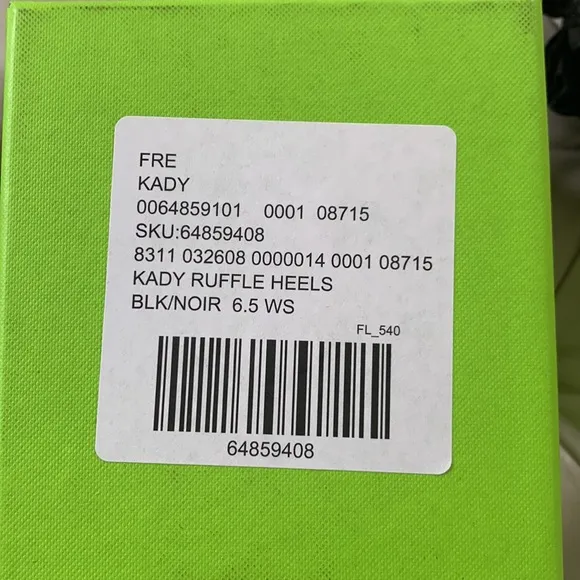 FRE
KADY
0064859101 0001 08715
SKU:64859408
8311 032608 0000014 0001 08715
KADY RUFFLE HEELS
BLK/NOIR 6.5 WS
FL_540
64859408